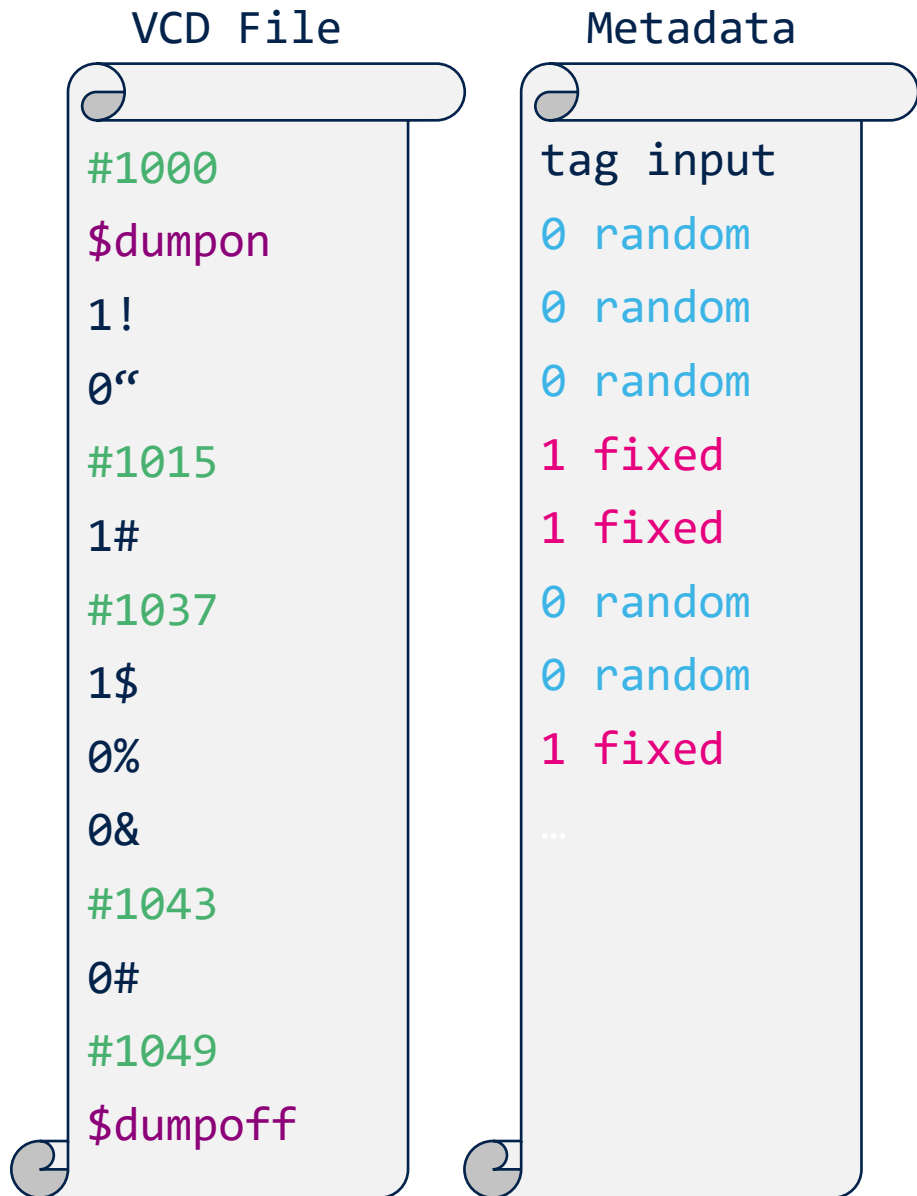 VCD File
#1000
$dumpon
1!
0“
#1015
1#
#1037
1$
0%
0&
#1043
0#
#1049
$dumpoff
Metadata
tag input
0 random
0 random
0 random
1 fixed
1 fixed
0 random
0 random
1 fixed
…